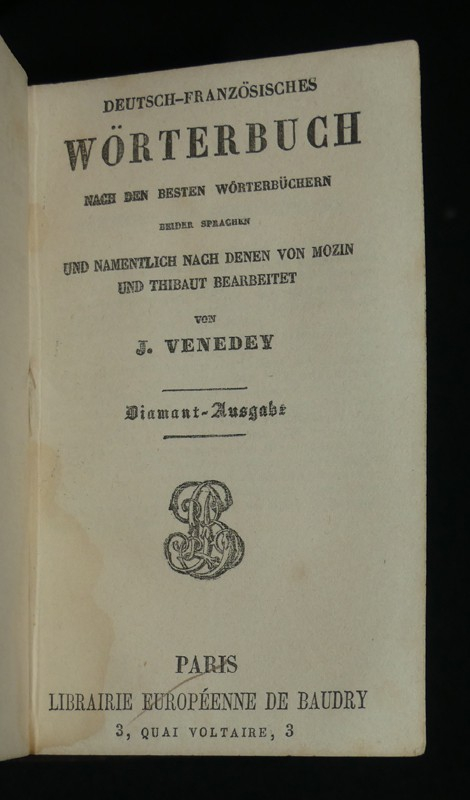 DEUTSCH-FRANZÖSISCHES
WÖRTERBUCH
NACH DEN BESTEN WÖRTERBÜCHERN
BEIDER SPRACHEN
UND NAMENTLICH NACH DENEN VON MOZIN
UND THIBAUT BEARBEITET
VON
J. VENEDEY
Diamant-Ausgabe
PARIS
LIBRAIRIE EUROPÉENNE DE BAUDRY
3, QUAI VOLTAIRE, 3